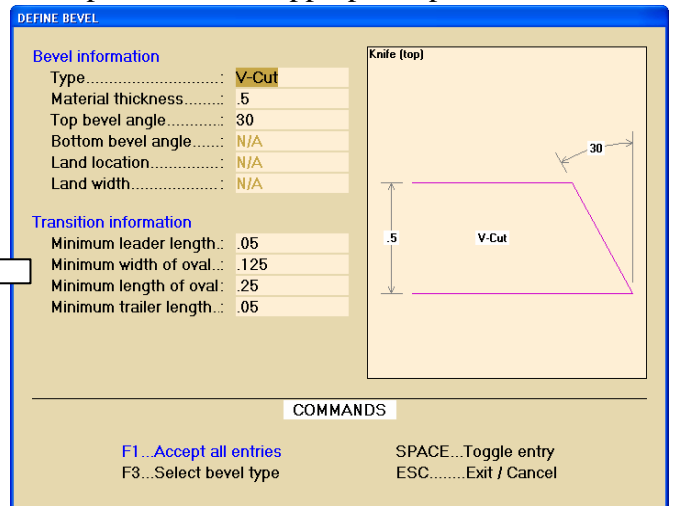 DEFINE BEVEL
Bevel information
Type..........................: V-Cut
Material thickness.......: .5
Top bevel angle...........: 30
Bottom bevel angle.....: N/A
Land location..............: N/A
Land width.................: N/A
Transition information
Minimum leader length.: .05
Minimum width of oval..: .125
Minimum length of oval: .25
Minimum trailer length..: .05
Knife (top)
30
.5
V-Cut
COMMANDS
F1...Accept all entries
SPACE...Toggle entry
F3...Select bevel type
ESC........Exit / Cancel